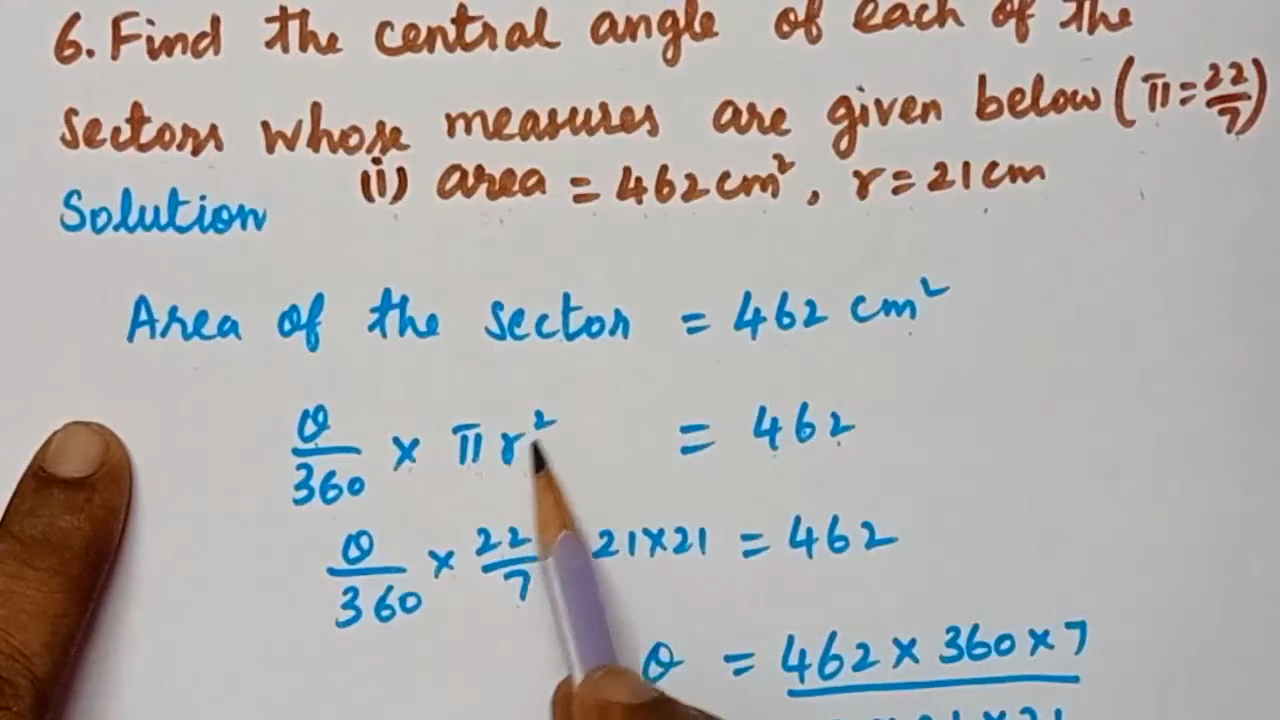 6. Find the central angle of each of the
sectors whose measures are given below (π = 22/7)
(ii) area = 462 cm², r = 21 cm
Solution
Area of the sector = 462 cm²
θ/360 × πr² = 462
θ/360 × 22/7 21×21 = 462
θ = 462 × 360 × 7